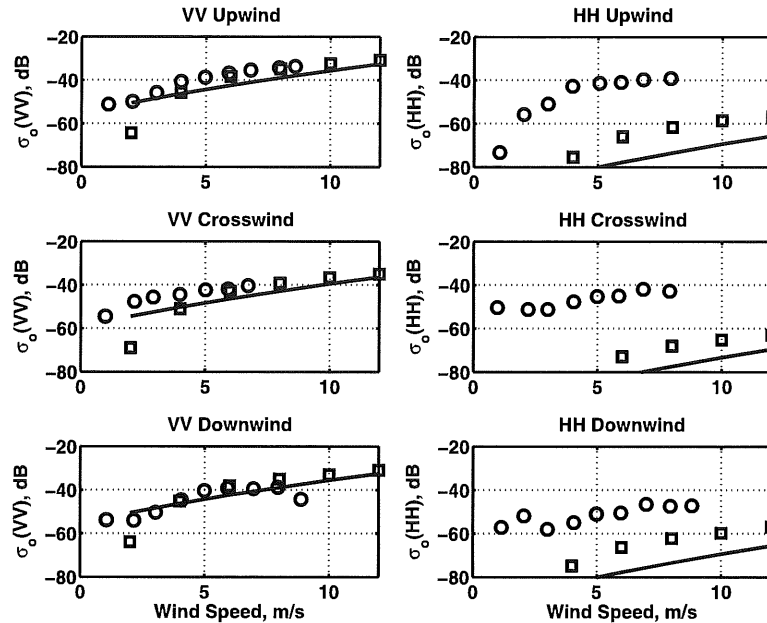 VV Upwind
−20
−40
−60
−80
0 5 10
σo(VV), dB
HH Upwind
−20
−40
−60
−80
0 5 10
σo(HH), dB
VV Crosswind
−20
−40
−60
−80
0 5 10
σo(VV), dB
HH Crosswind
−20
−40
−60
−80
0 5 10
σo(HH), dB
VV Downwind
−20
−40
−60
−80
0 5 10
σo(VV), dB
Wind Speed, m/s
HH Downwind
−20
−40
−60
−80
0 5 10
σo(HH), dB
Wind Speed, m/s